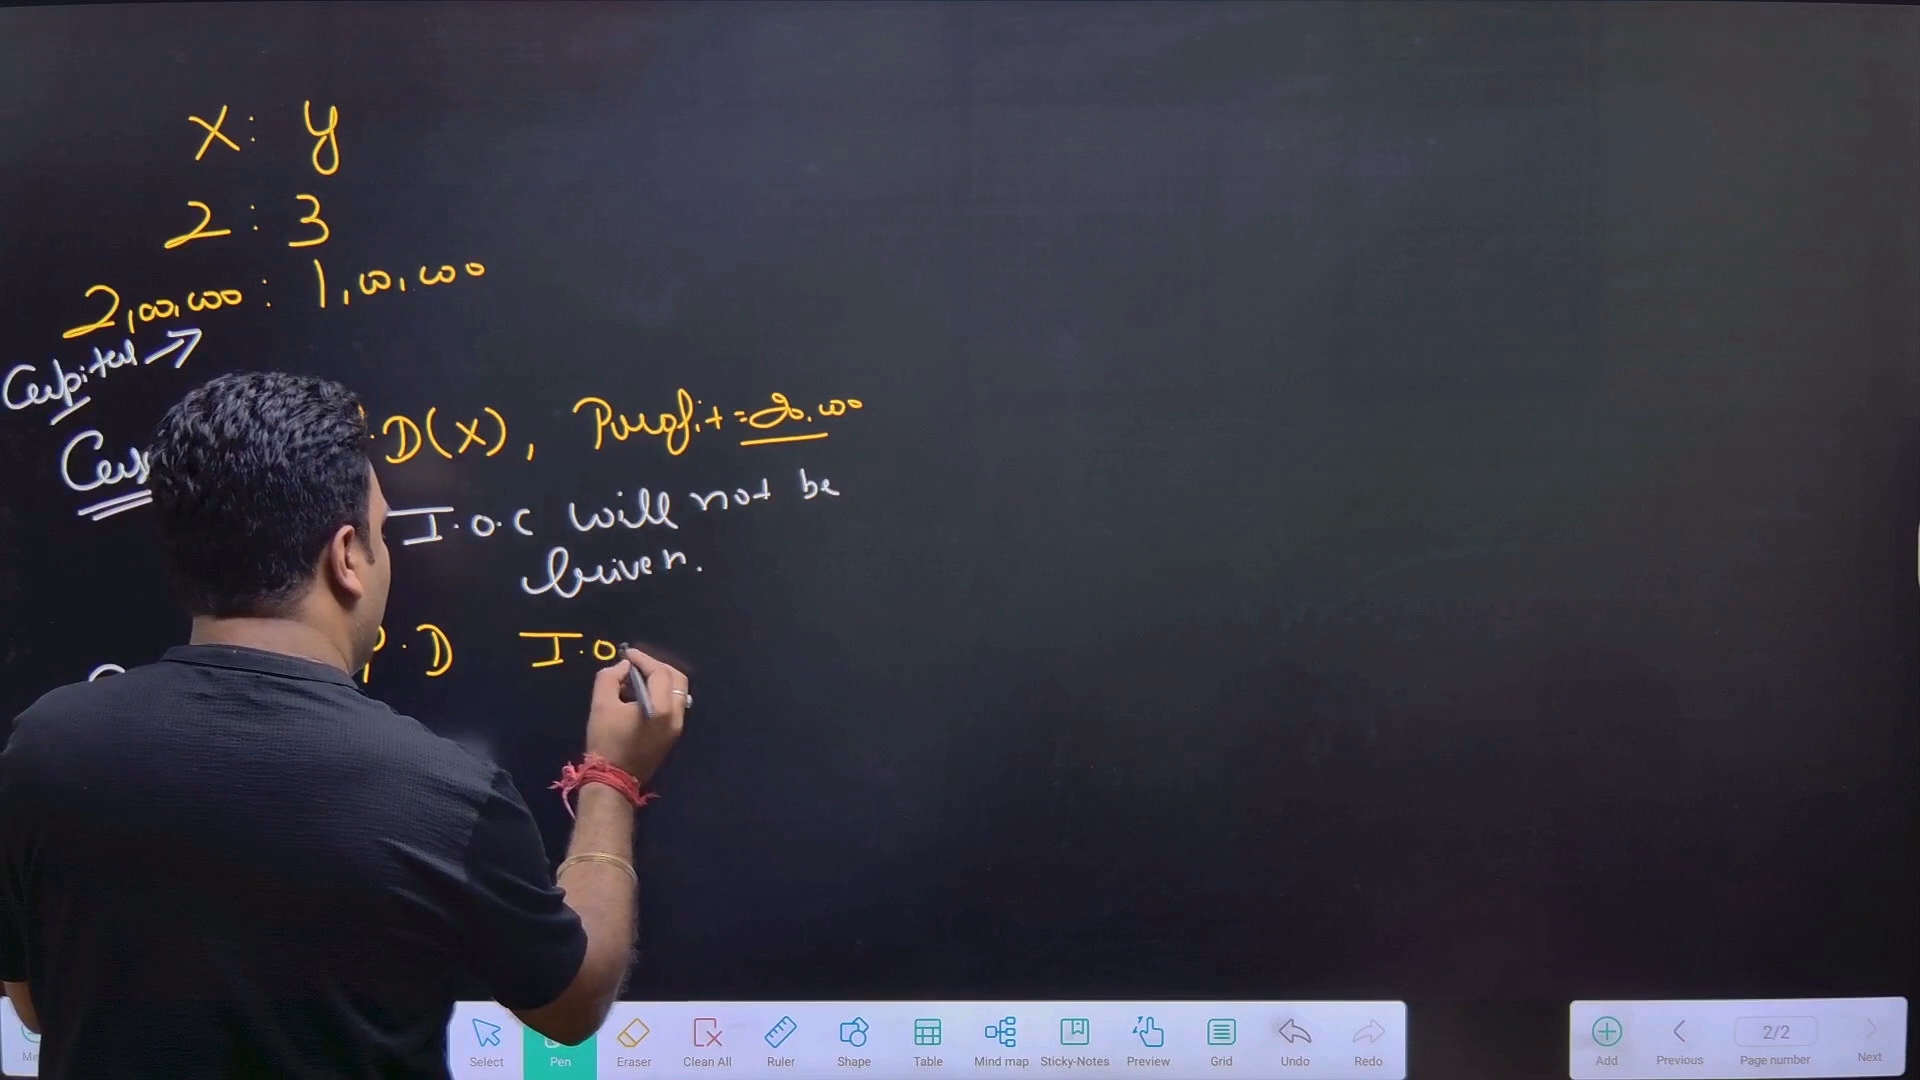 X : Y
2 : 3
2,00,000 : 1,00,000
Capital →
D(X), Profit = 20,000
I.O.C will not be
Given.
P.D I.O
Select Pen Eraser Clean All Ruler Shape Table Mind map Sticky-Notes Preview Grid Undo Redo Add Previous 2/2 Page number Next